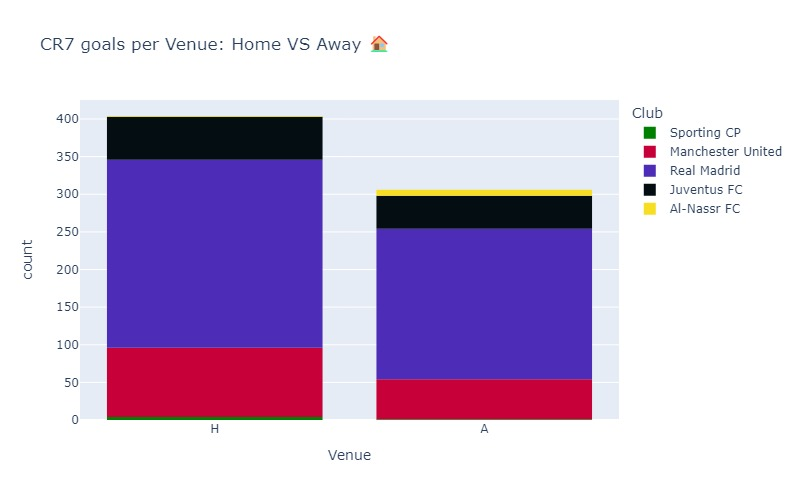 CR7 goals per Venue: Home VS Away 🏠
Club
Sporting CP
Manchester United
Real Madrid
Juventus FC
Al-Nassr FC
count
400
350
300
250
200
150
100
50
0
H
A
Venue